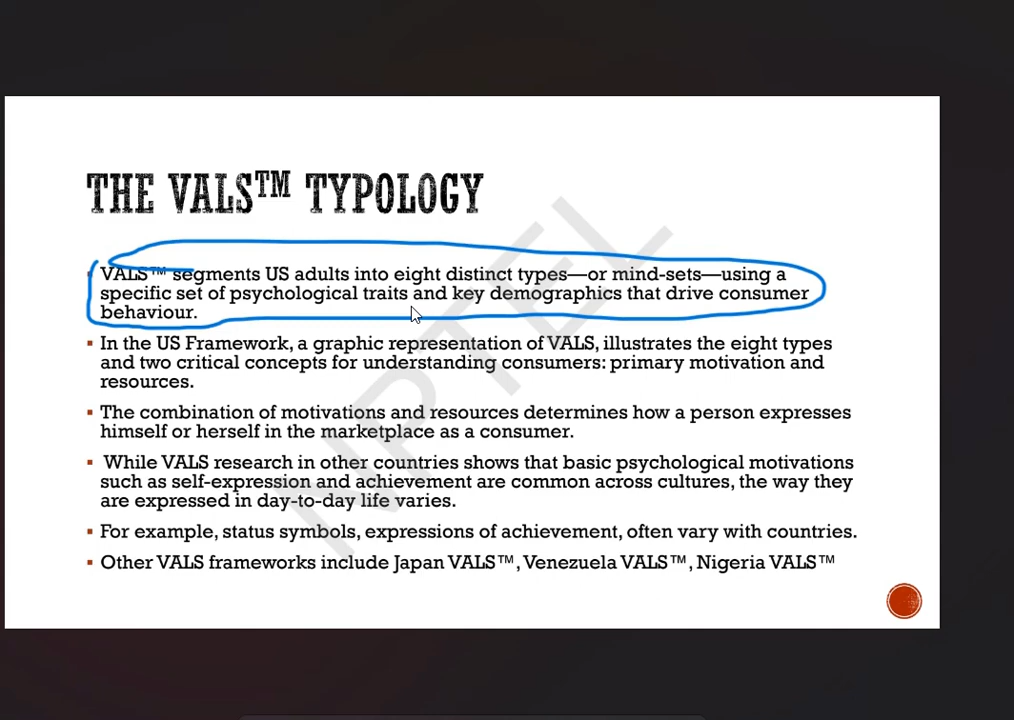 THE VALS™ TYPOLOGY
VALS™ segments US adults into eight distinct types—or mind-sets—using a
specific set of psychological traits and key demographics that drive consumer
behaviour.
In the US Framework, a graphic representation of VALS, illustrates the eight types
and two critical concepts for understanding consumers: primary motivation and
resources.
The combination of motivations and resources determines how a person expresses
himself or herself in the marketplace as a consumer.
While VALS research in other countries shows that basic psychological motivations
such as self-expression and achievement are common across cultures, the way they
are expressed in day-to-day life varies.
For example, status symbols, expressions of achievement, often vary with countries.
Other VALS frameworks include Japan VALS™, Venezuela VALS™, Nigeria VALS™
NPTEL